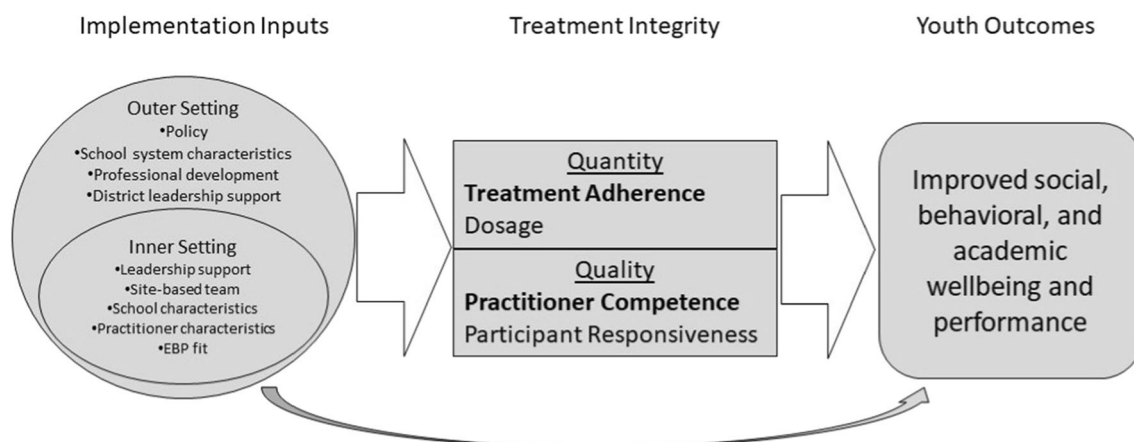 Implementation Inputs
Treatment Integrity
Youth Outcomes
Outer Setting
•Policy
•School system characteristics
•Professional development
•District leadership support
Inner Setting
•Leadership support
•Site-based team
•School characteristics
•Practitioner characteristics
•EBP fit
Quantity
Treatment Adherence
Dosage
Quality
Practitioner Competence
Participant Responsiveness
Improved social,
behavioral, and
academic
wellbeing and
performance